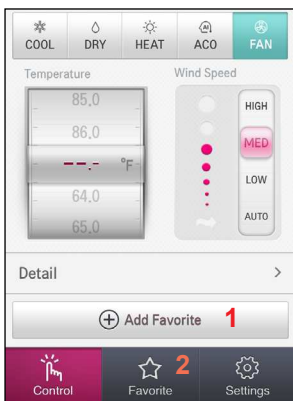 COOL DRY HEAT ACO FAN
AI
Temperature Wind Speed
85.0
86.0
--.- °F
64.0
65.0
HIGH
MED
LOW
AUTO
Detail >
Add Favorite 1
2
Control Favorite Settings